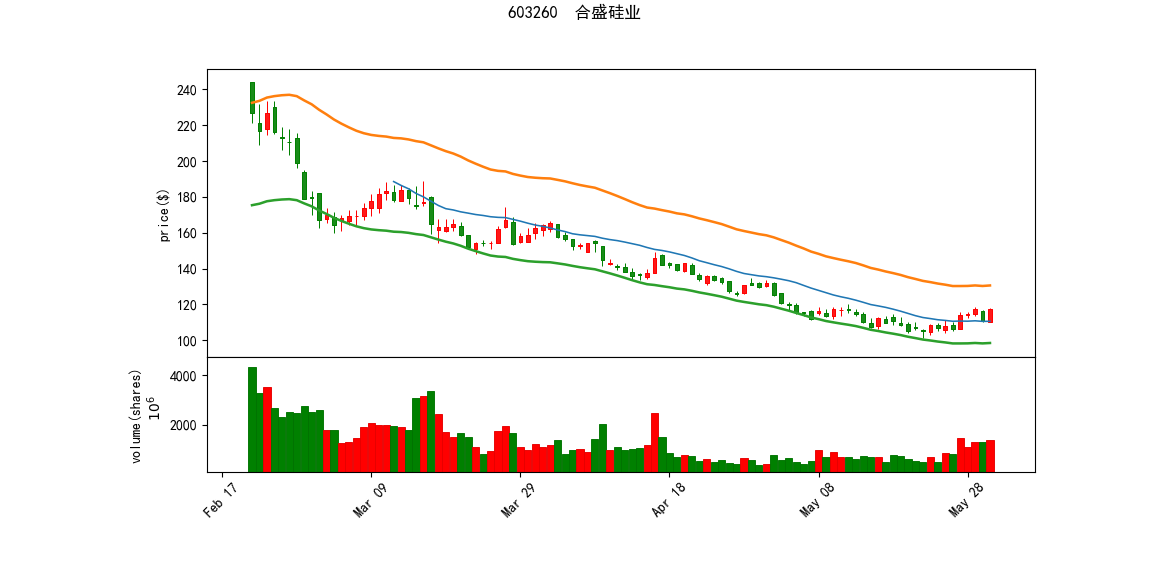 603260 合盛硅业
price($)
240
220
200
180
160
140
120
100
volume(shares)
10^6
4000
2000
Feb 17
Mar 09
Mar 29
Apr 18
May 08
May 28